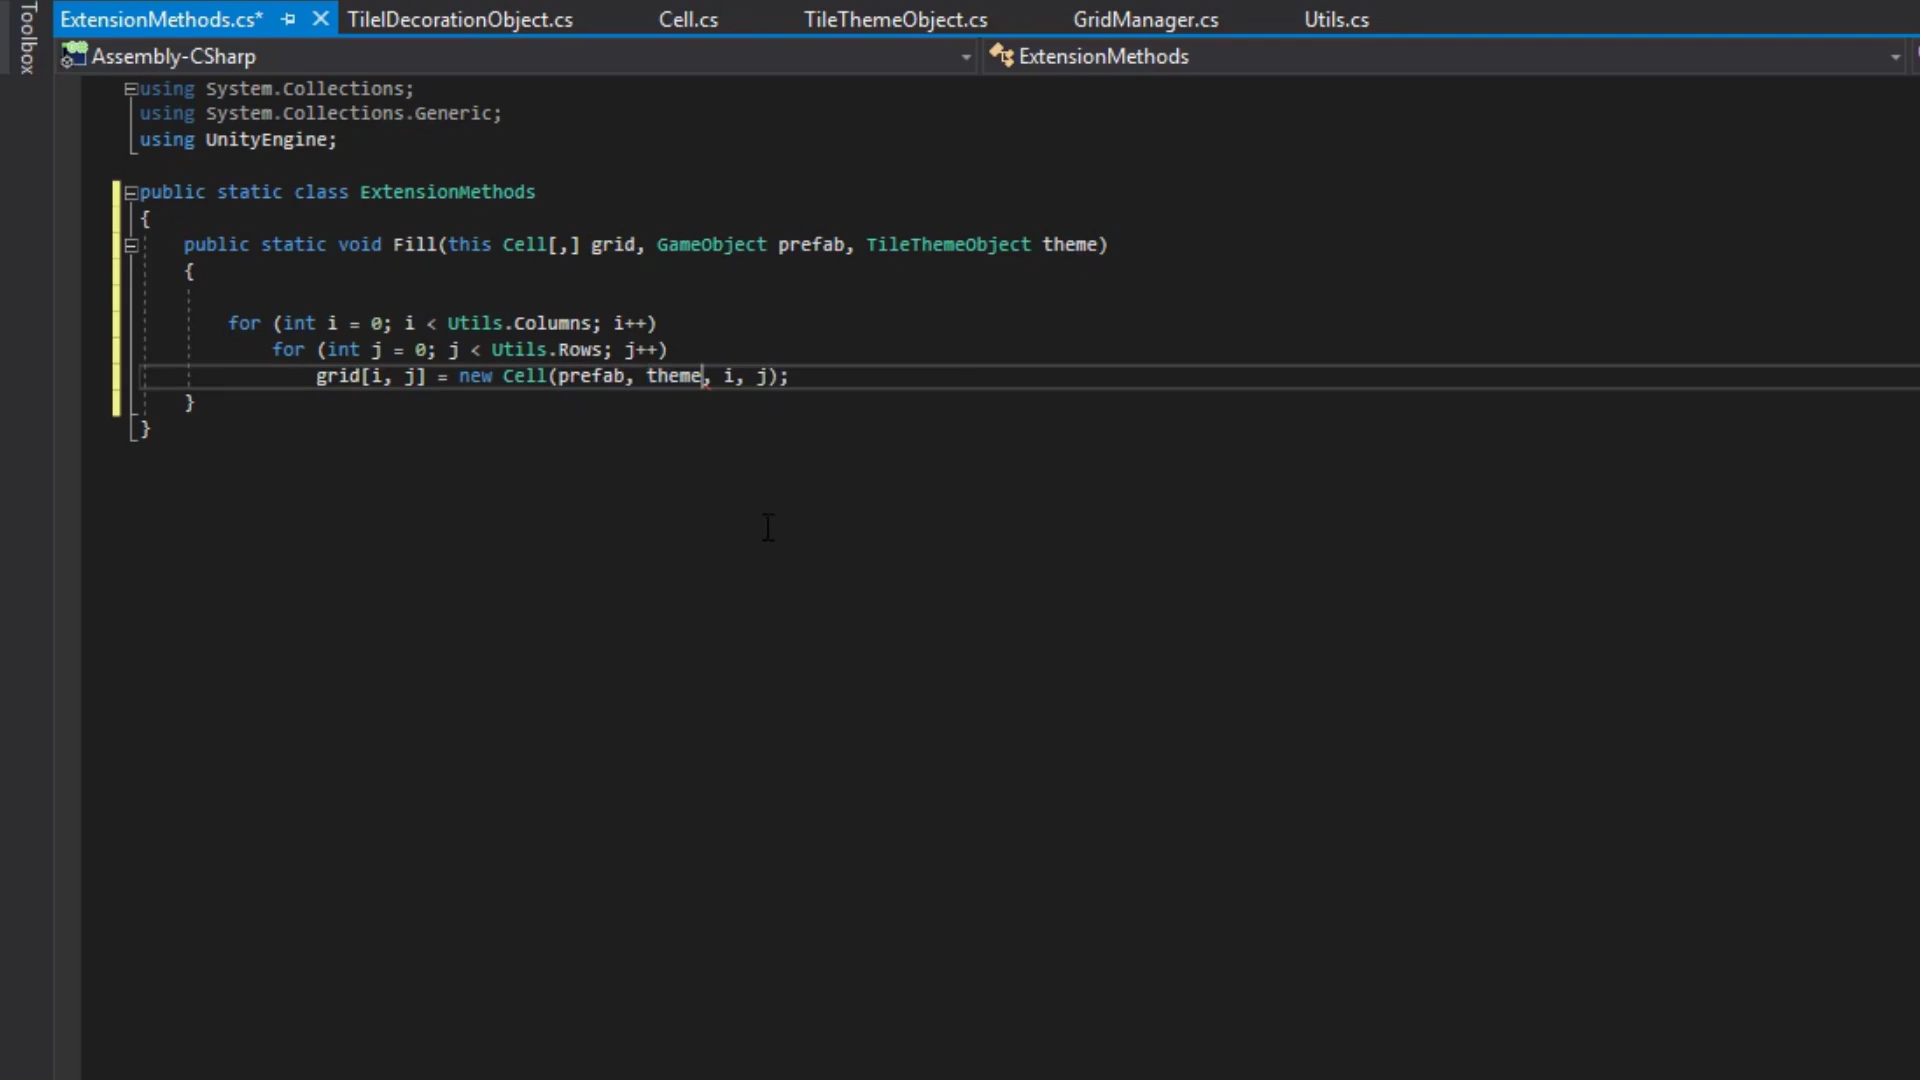 Toolbox
ExtensionMethods.cs*
TilelDecorationObject.cs
Cell.cs
TileThemeObject.cs
GridManager.cs
Utils.cs
Assembly-CSharp
ExtensionMethods
using System.Collections;
using System.Collections.Generic;
using UnityEngine;
public static class ExtensionMethods
{
public static void Fill(this Cell[,] grid, GameObject prefab, TileThemeObject theme)
{
for (int i = 0; i < Utils.Columns; i++)
for (int j = 0; j < Utils.Rows; j++)
grid[i, j] = new Cell(prefab, theme, i, j);
}
}